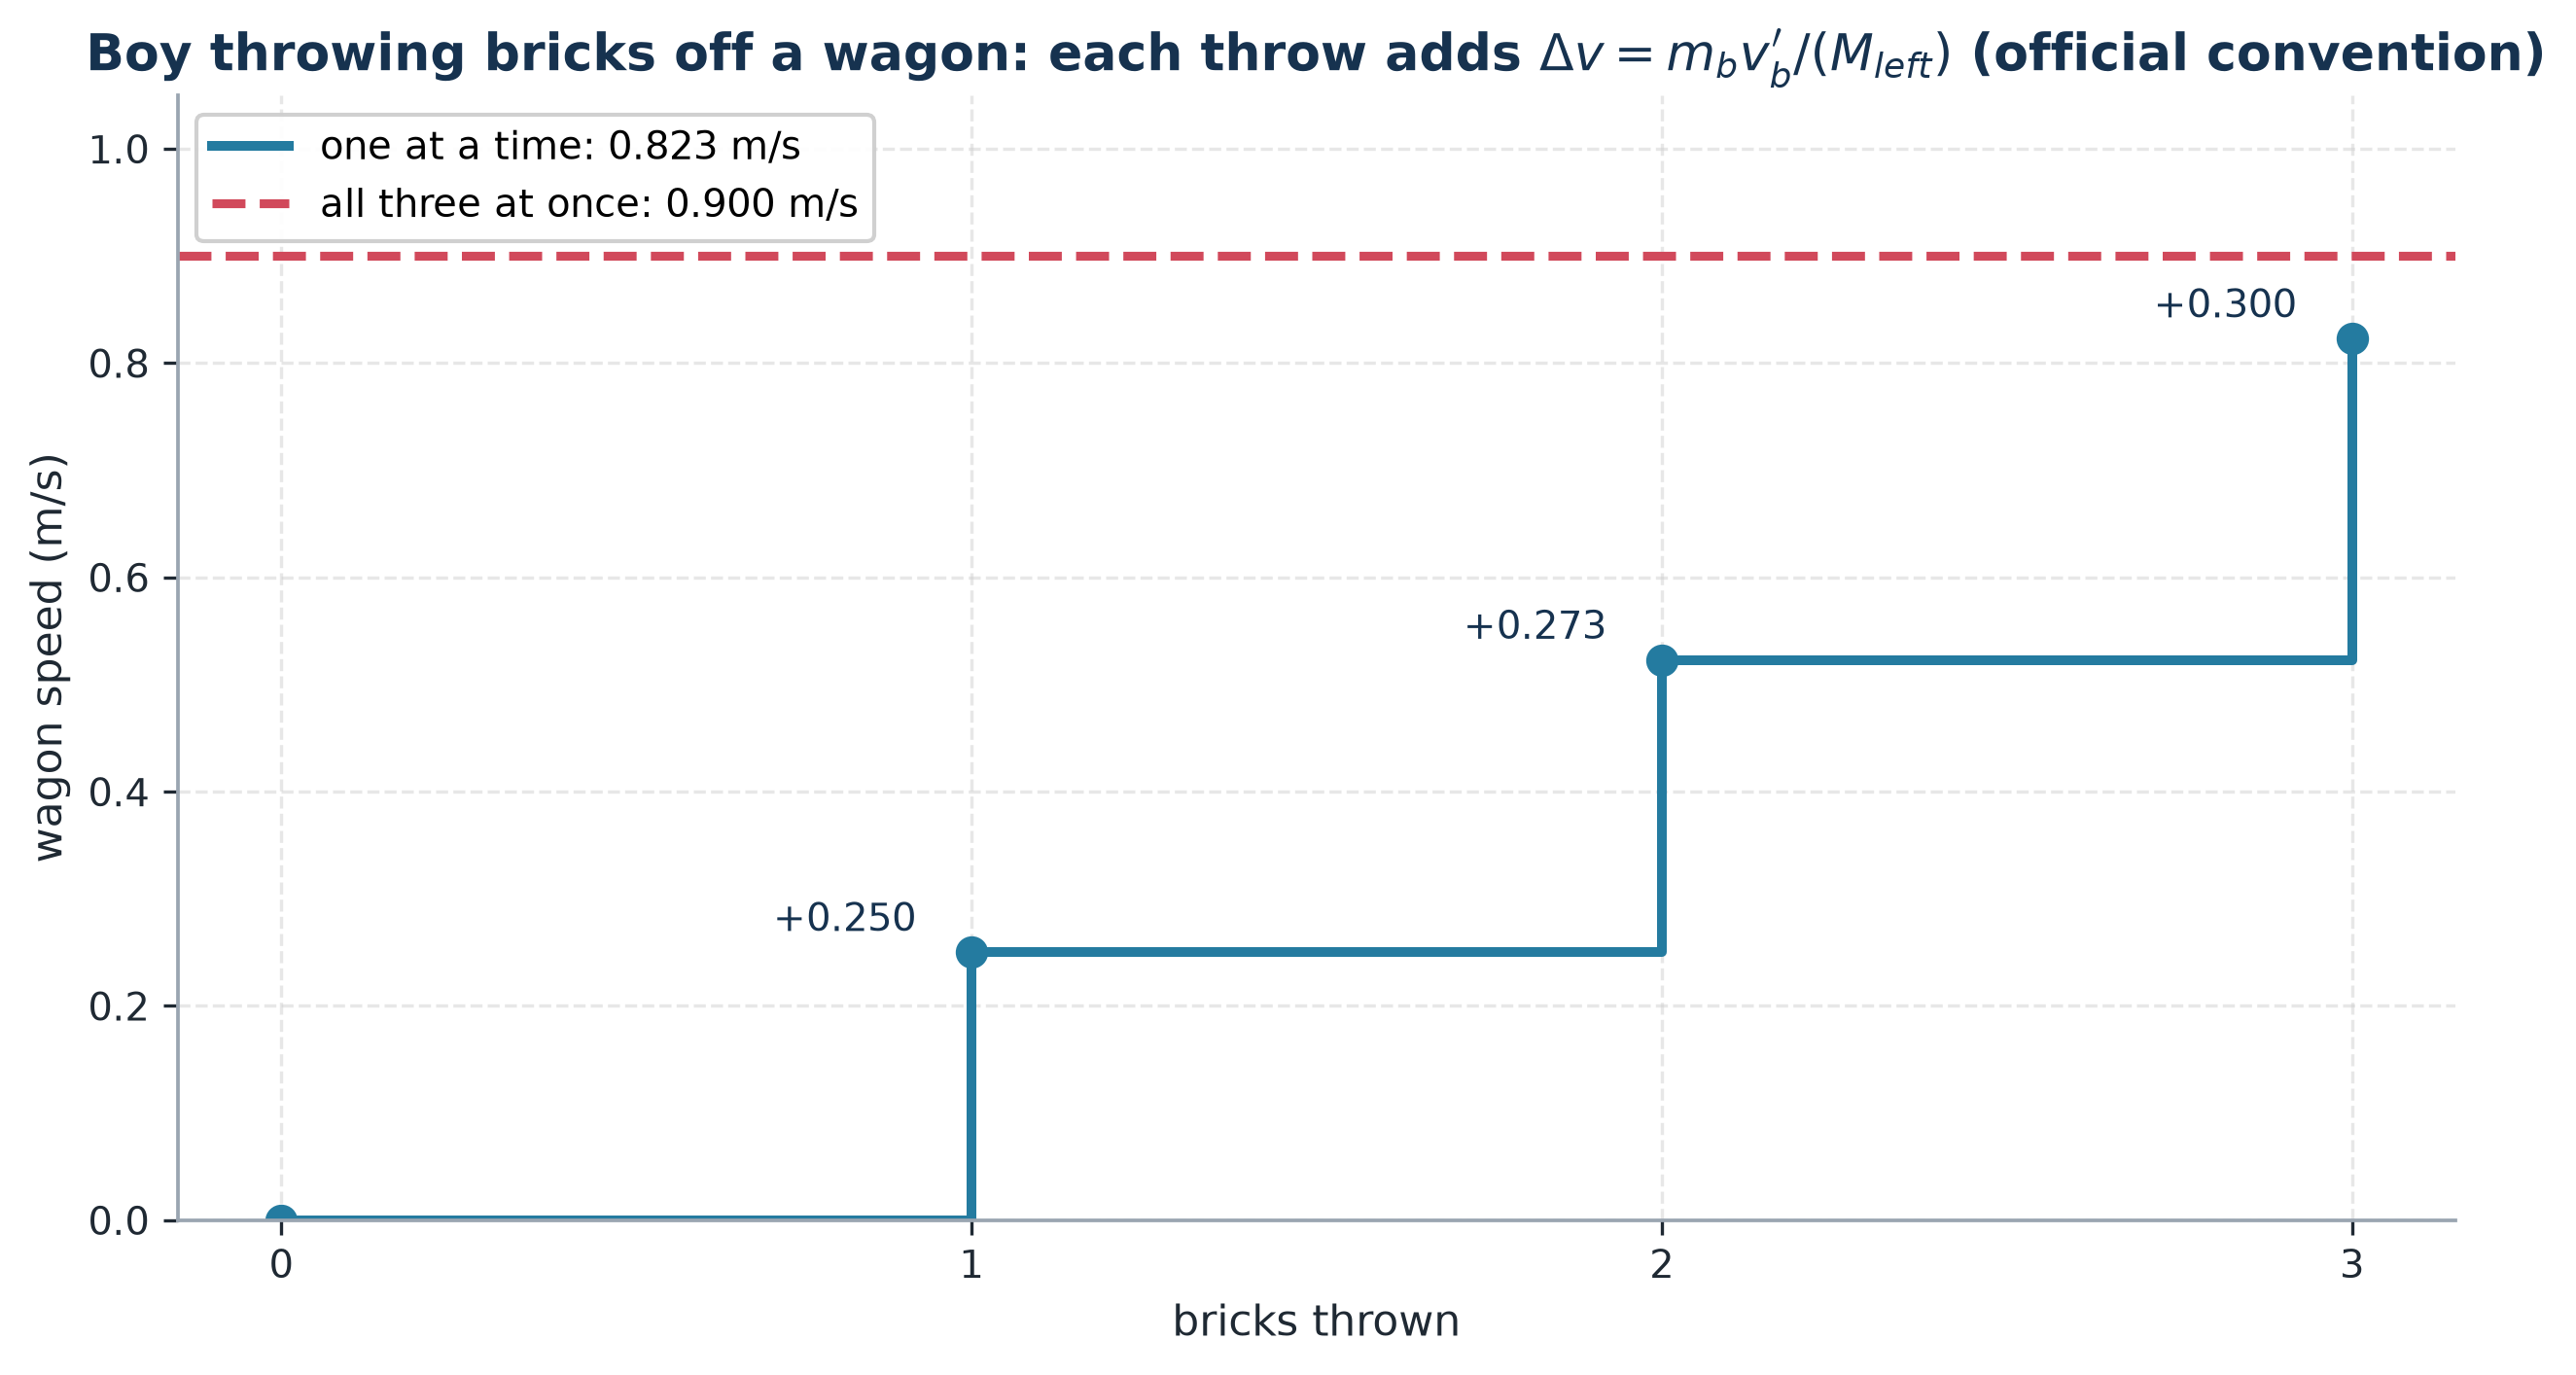 Boy throwing bricks off a wagon: each throw adds Δv = m_b v′_b/(M_left) (official convention)
one at a time: 0.823 m/s
all three at once: 0.900 m/s
1.0
0.8
0.6
0.4
0.2
0.0
wagon speed (m/s)
+0.300
+0.273
+0.250
0 1 2 3
bricks thrown